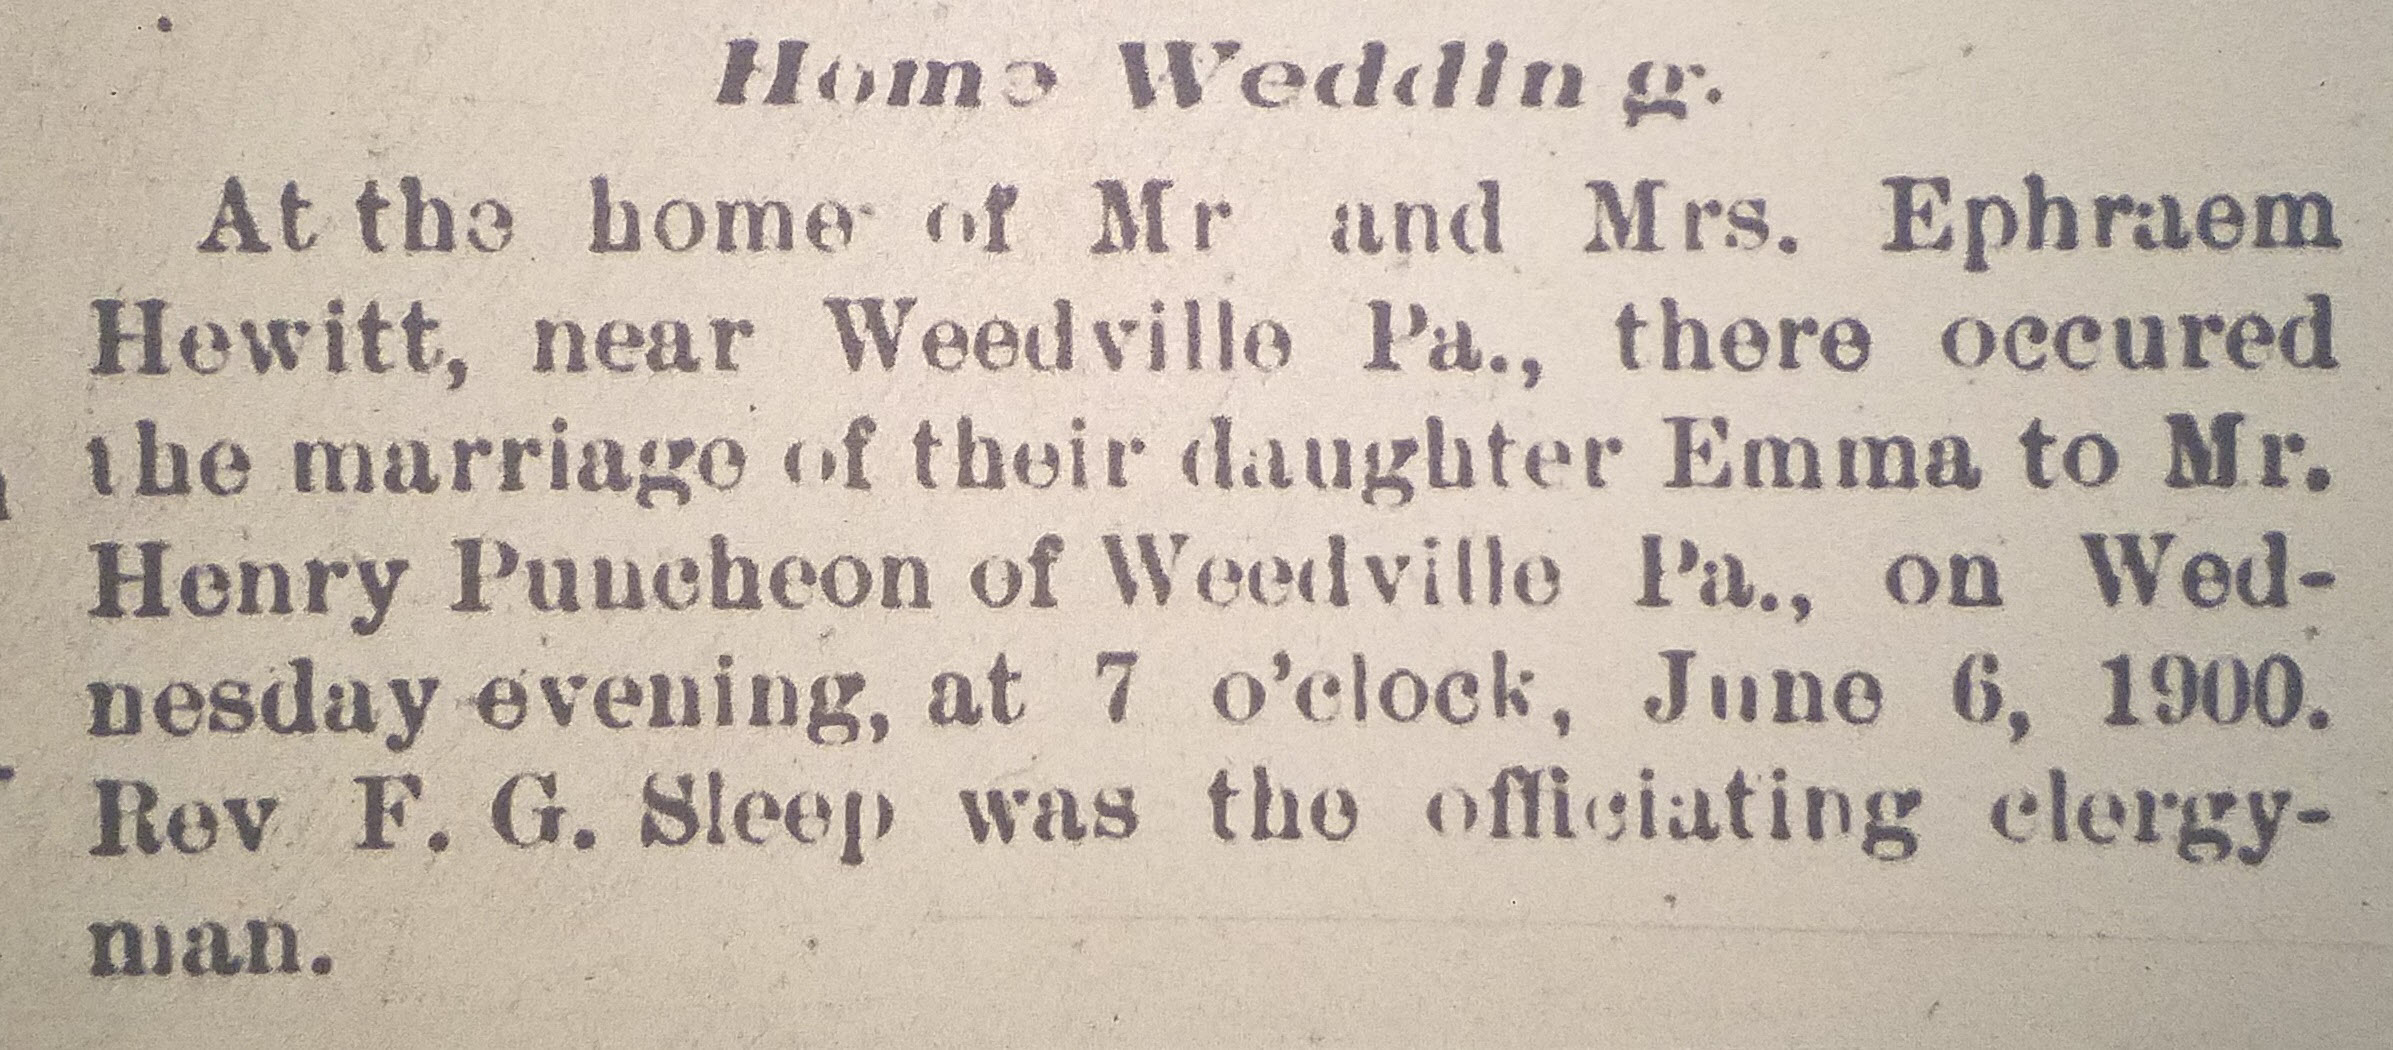 Home Wedding.
At the home of Mr and Mrs. Ephraem
Hewitt, near Weedville Pa., there occured
the marriage of their daughter Emma to Mr.
Henry Puncheon of Weedville Pa., on Wed-
nesday evening, at 7 o'clock, June 6, 1900.
Rev F. G. Sleep was the officiating clergy-
man.